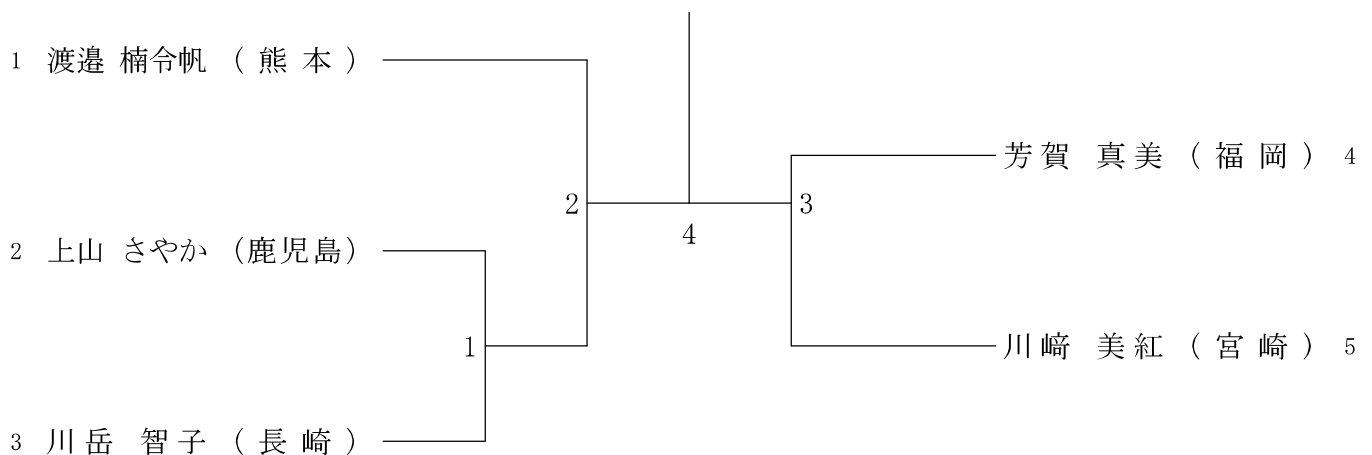 1 渡邉 楠令帆 ( 熊 本 )
芳賀 真美 ( 福 岡 ) 4
2
3
4
2 上山 さやか (鹿児島)
1
川﨑 美紅 ( 宮 崎 ) 5
3 川岳 智子 ( 長 崎 )